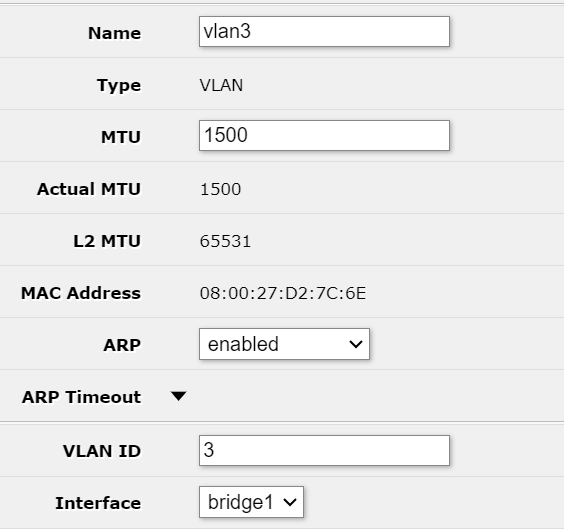 Name vlan3
Type VLAN
MTU 1500
Actual MTU 1500
L2 MTU 65531
MAC Address 08:00:27:D2:7C:6E
ARP enabled
ARP Timeout
VLAN ID 3
Interface bridge1